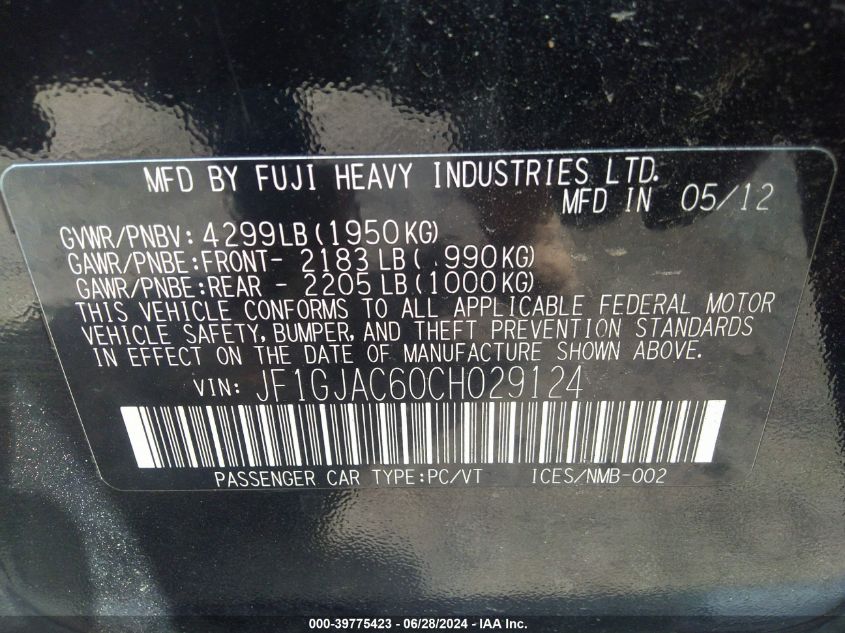 MFD BY FUJI HEAVY INDUSTRIES LTD.
MFD IN 05/12
GVWR/PNBV: 4299LB(1950KG)
GAWR/PNBE:FRONT- 2183 LB( 990KG)
GAWR/PNBE:REAR - 2205 LB(1000KG)
THIS VEHICLE CONFORMS TO ALL APPLICABLE FEDERAL MOTOR
VEHICLE SAFETY, BUMPER, AND THEFT PREVENTION STANDARDS
IN EFFECT ON THE DATE OF MANUFACTURE SHOWN ABOVE.
VIN: JF1GJAC60CH029124
PASSENGER CAR TYPE:PC/VT ICES/NMB-002
000-39775423 - 06/28/2024 - IAA Inc.